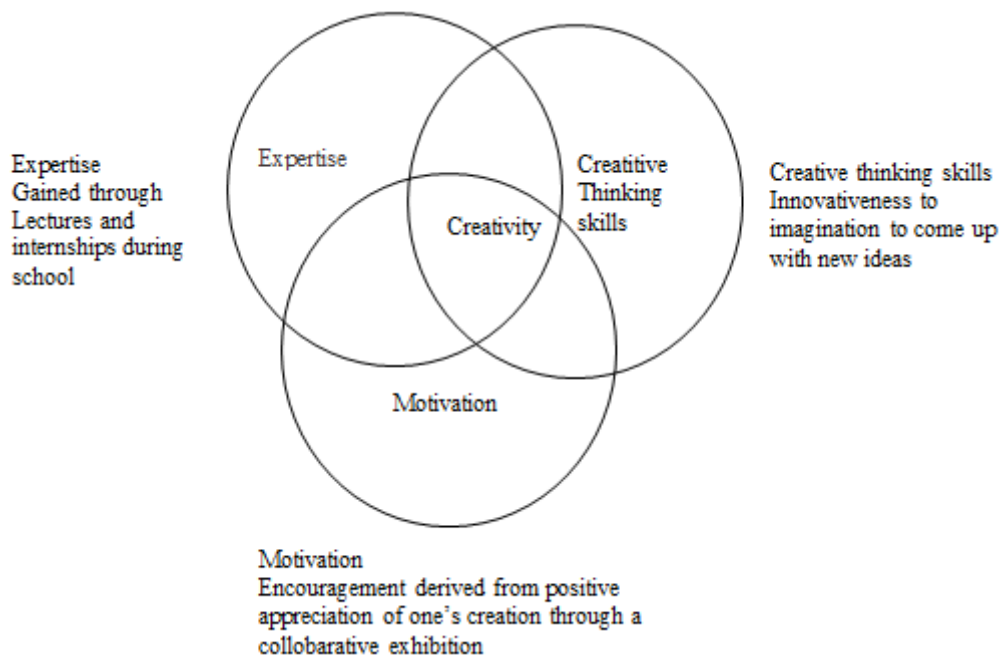 Expertise
Gained through
Lectures and
internships during
school
Expertise
Creatitive
Thinking
skills
Creativity
Motivation
Creative thinking skills
Innovativeness to
imagination to come up
with new ideas
Motivation
Encouragement derived from positive
appreciation of one's creation through a
collobarative exhibition